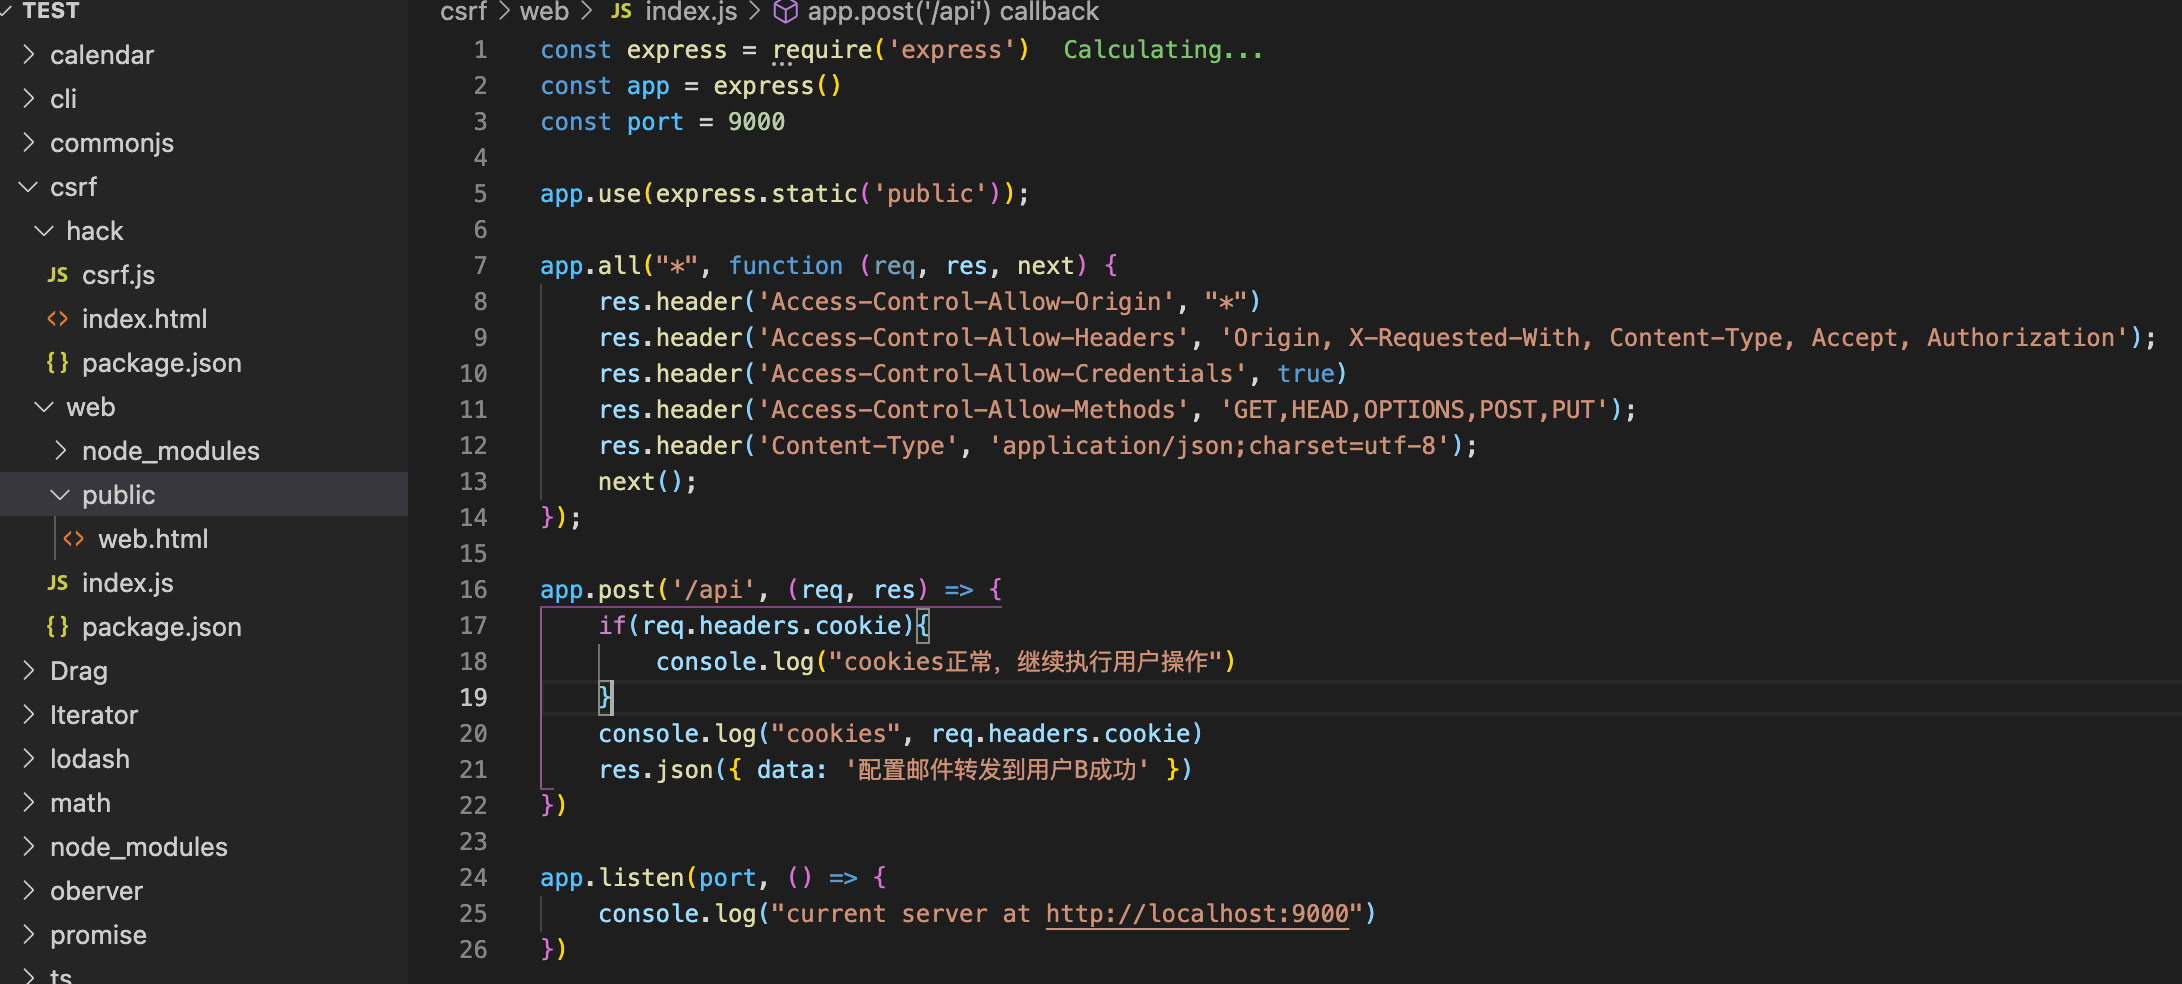 TEST
calendar
cli
commonjs
csrf
hack
JS csrf.js
<> index.html
{} package.json
web
node_modules
public
<> web.html
JS index.js
{} package.json
Drag
Iterator
lodash
math
node_modules
oberver
promise
ts
csrf > web > JS index.js > app.post('/api') callback
1 const express = require('express') Calculating...
2 const app = express()
3 const port = 9000
4
5 app.use(express.static('public'));
6
7 app.all("*", function (req, res, next) {
8 res.header('Access-Control-Allow-Origin', "*")
9 res.header('Access-Control-Allow-Headers', 'Origin, X-Requested-With, Content-Type, Accept, Authorization');
10 res.header('Access-Control-Allow-Credentials', true)
11 res.header('Access-Control-Allow-Methods', 'GET,HEAD,OPTIONS,POST,PUT');
12 res.header('Content-Type', 'application/json;charset=utf-8');
13 next();
14 });
15
16 app.post('/api', (req, res) => {
17 if(req.headers.cookie){
18 console.log("cookies正常，继续执行用户操作")
19 }
20 console.log("cookies", req.headers.cookie)
21 res.json({ data: '配置邮件转发到用户B成功' })
22 })
23
24 app.listen(port, () => {
25 console.log("current server at http://localhost:9000")
26 })